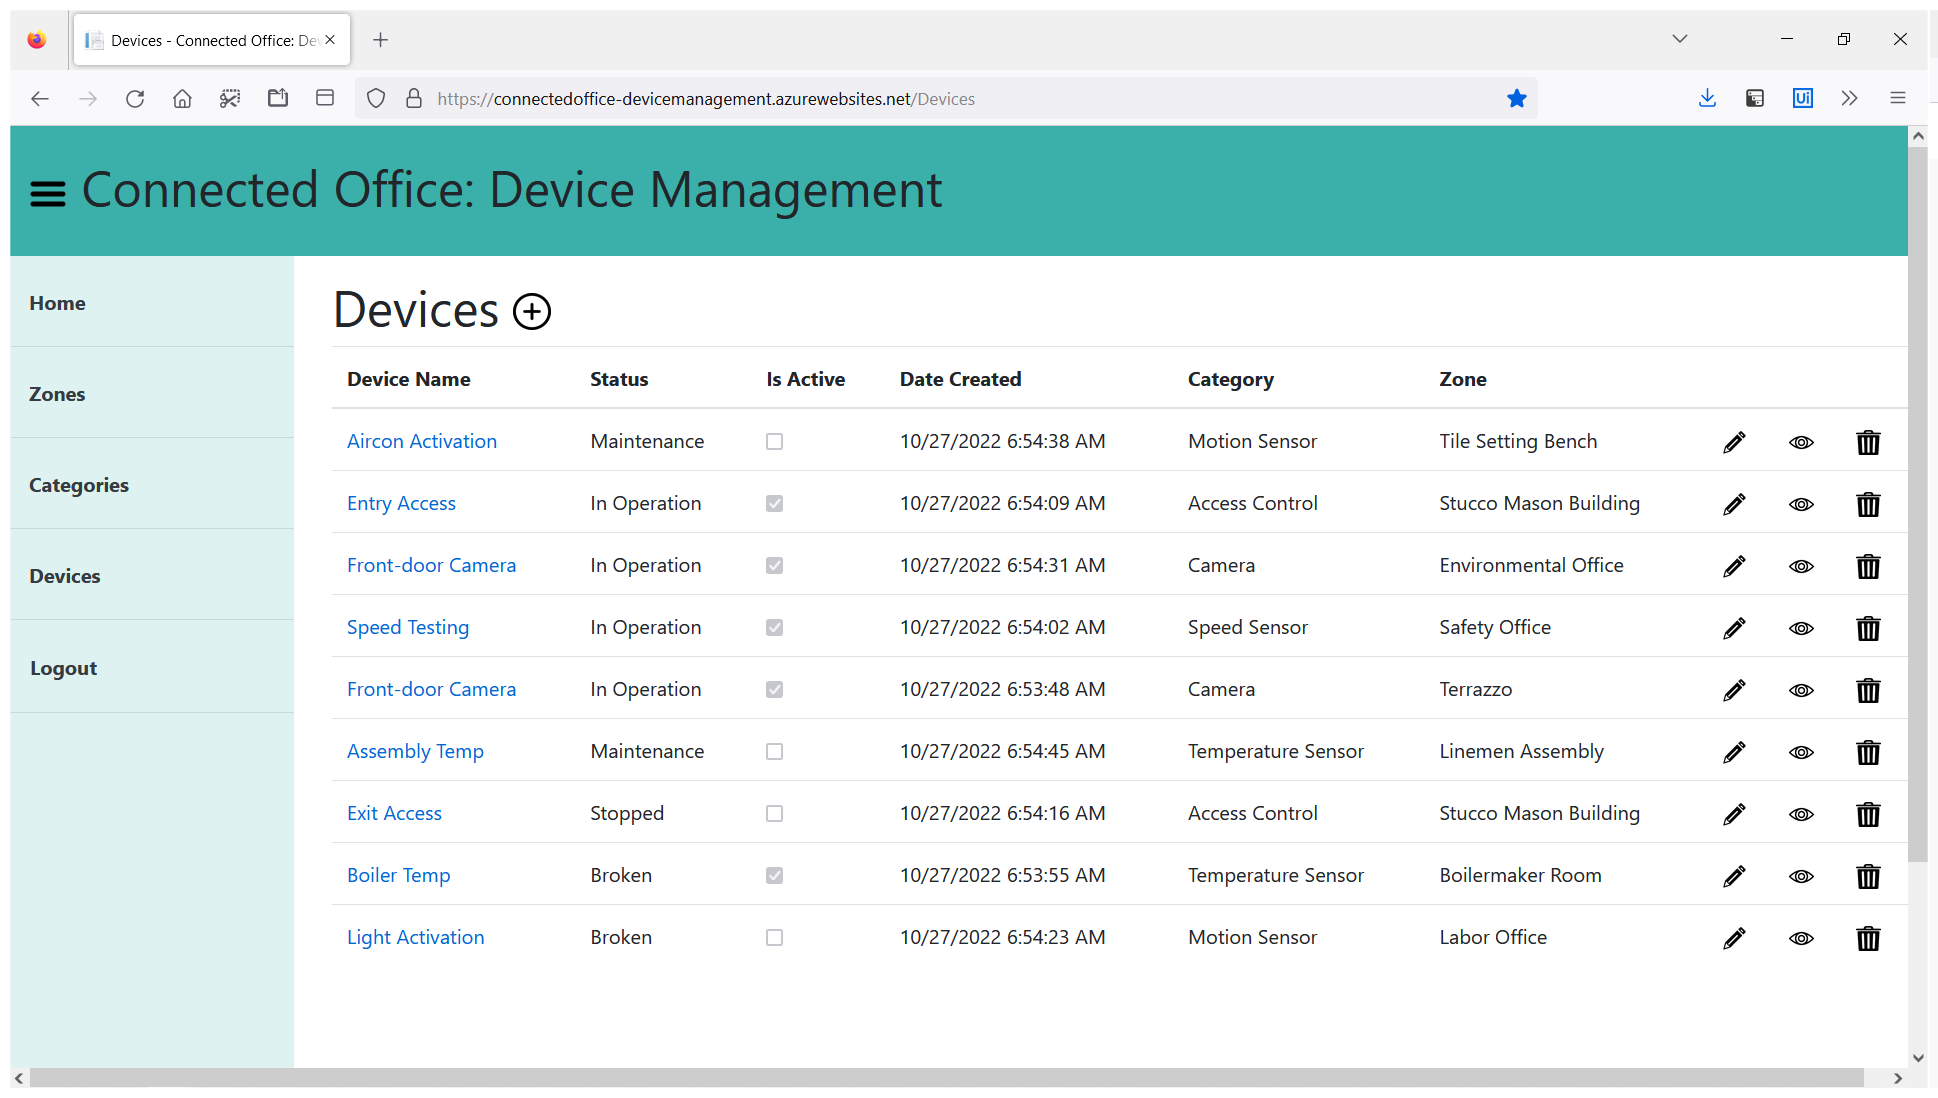 Devices - Connected Office: De
https://connectedoffice-devicemanagement.azurewebsites.net/Devices
Ui
Connected Office: Device Management
Home
Zones
Categories
Devices
Logout
Devices
Device Name Status Is Active Date Created Category Zone
Aircon Activation Maintenance 10/27/2022 6:54:38 AM Motion Sensor Tile Setting Bench
Entry Access In Operation 10/27/2022 6:54:09 AM Access Control Stucco Mason Building
Front-door Camera In Operation 10/27/2022 6:54:31 AM Camera Environmental Office
Speed Testing In Operation 10/27/2022 6:54:02 AM Speed Sensor Safety Office
Front-door Camera In Operation 10/27/2022 6:53:48 AM Camera Terrazzo
Assembly Temp Maintenance 10/27/2022 6:54:45 AM Temperature Sensor Linemen Assembly
Exit Access Stopped 10/27/2022 6:54:16 AM Access Control Stucco Mason Building
Boiler Temp Broken 10/27/2022 6:53:55 AM Temperature Sensor Boilermaker Room
Light Activation Broken 10/27/2022 6:54:23 AM Motion Sensor Labor Office